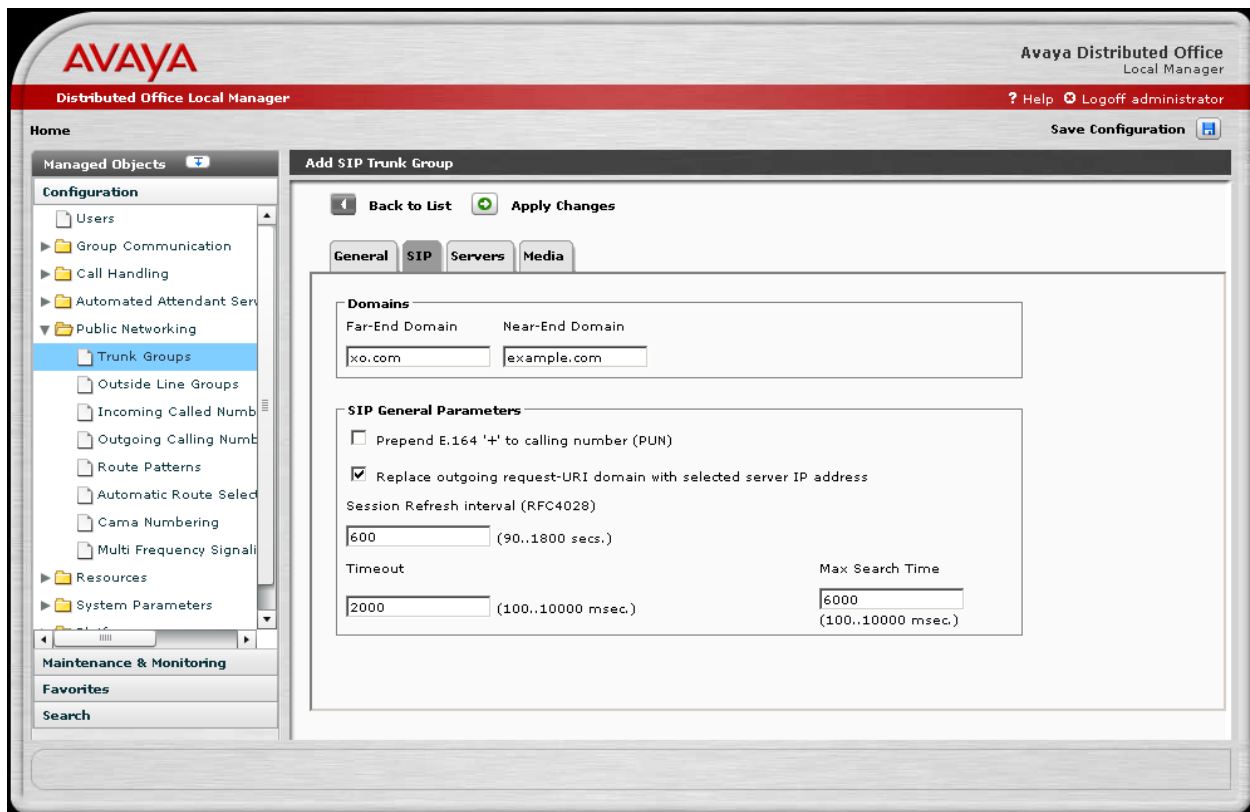 AVAYA
Avaya Distributed Office
Local Manager
Distributed Office Local Manager
? Help Logoff administrator
Home
Save Configuration
Managed Objects
Add SIP Trunk Group
Configuration
Users
Group Communication
Call Handling
Automated Attendant Serv
Public Networking
Trunk Groups
Outside Line Groups
Incoming Called Numb
Outgoing Calling Numb
Route Patterns
Automatic Route Select
Cama Numbering
Multi Frequency Signali
Resources
System Parameters
Maintenance & Monitoring
Favorites
Search
Back to List Apply Changes
General SIP Servers Media
Domains
Far-End Domain Near-End Domain
xo.com example.com
SIP General Parameters
Prepend E.164 '+' to calling number (PUN)
Replace outgoing request-URI domain with selected server IP address
Session Refresh interval (RFC4028)
600 (90..1800 secs.)
Timeout Max Search Time
2000 (100..10000 msec.) 6000
(100..10000 msec.)